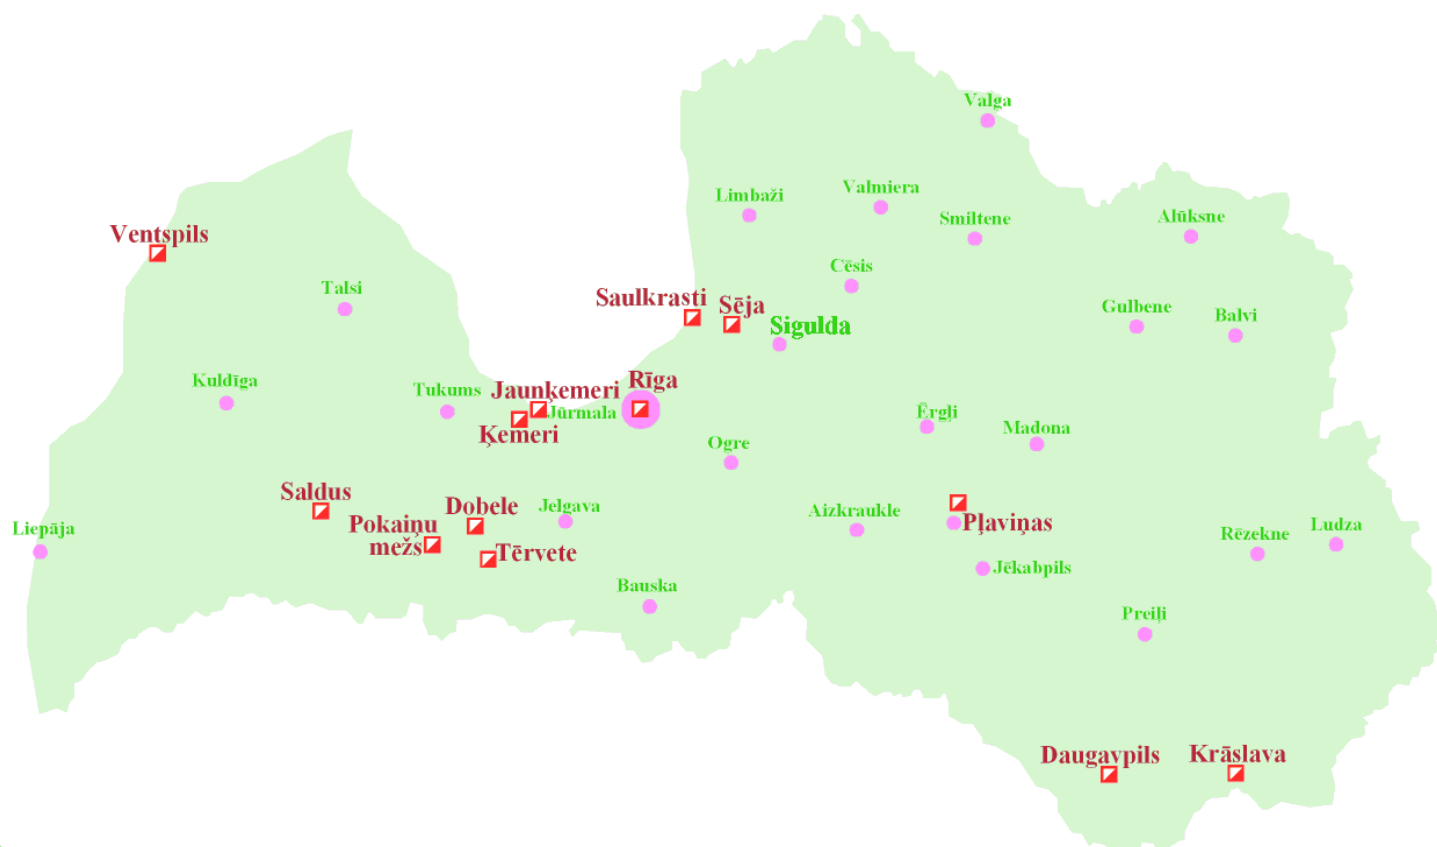 Valģa
Limbaži
Valmiera
Smiltene
Alūksne
Ventspils
Talsi
Cēsis
Saulkrasti
Sēja
Sigulda
Gulbene
Balvi
Kuldīga
Tukums
Jaunķemeri
Rīga
Jūrmala
Ķemeri
Ērgļi
Madona
Ogre
Saldus
Dobele
Jelgava
Pokaiņu
mežs
Tērvete
Aizkraukle
Pļaviņas
Liepāja
Rēzekne
Ludza
Jēkabpils
Bauska
Preiļi
Daugavpils
Krāslava